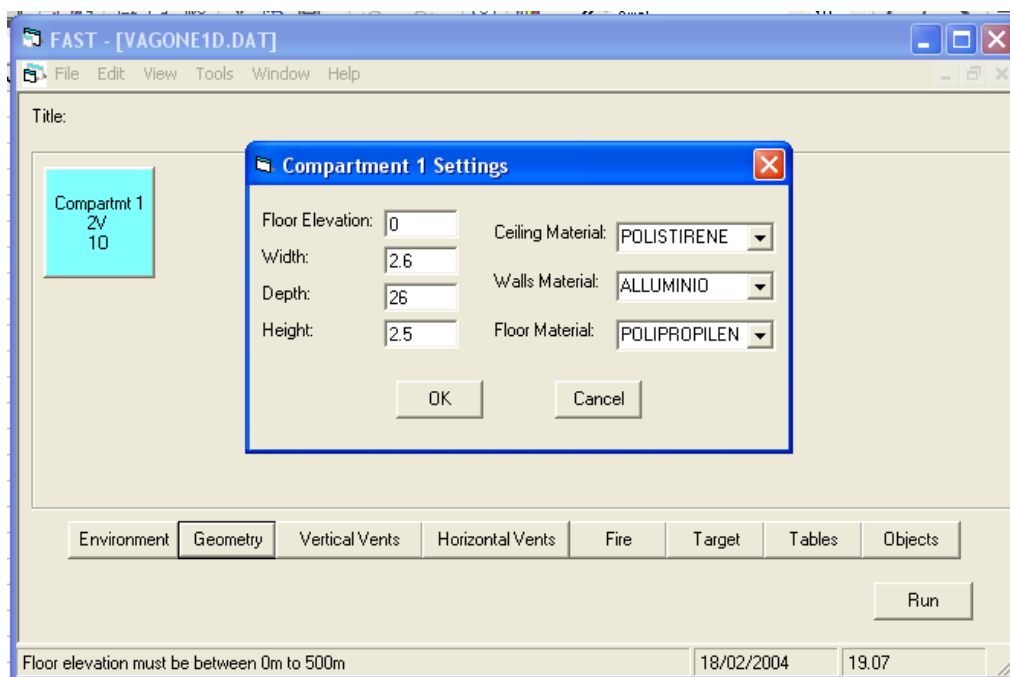 FAST - [VAGONE1D.DAT]
File Edit View Tools Window Help
Title:
Compartmt 1
2V
1O
Compartment 1 Settings
Floor Elevation: 0
Width: 2.6
Depth: 26
Height: 2.5
Ceiling Material: POLISTIRENE
Walls Material: ALLUMINIO
Floor Material: POLIPROPILEN
OK Cancel
Environment Geometry Vertical Vents Horizontal Vents Fire Target Tables Objects
Run
Floor elevation must be between 0m to 500m 18/02/2004 19.07